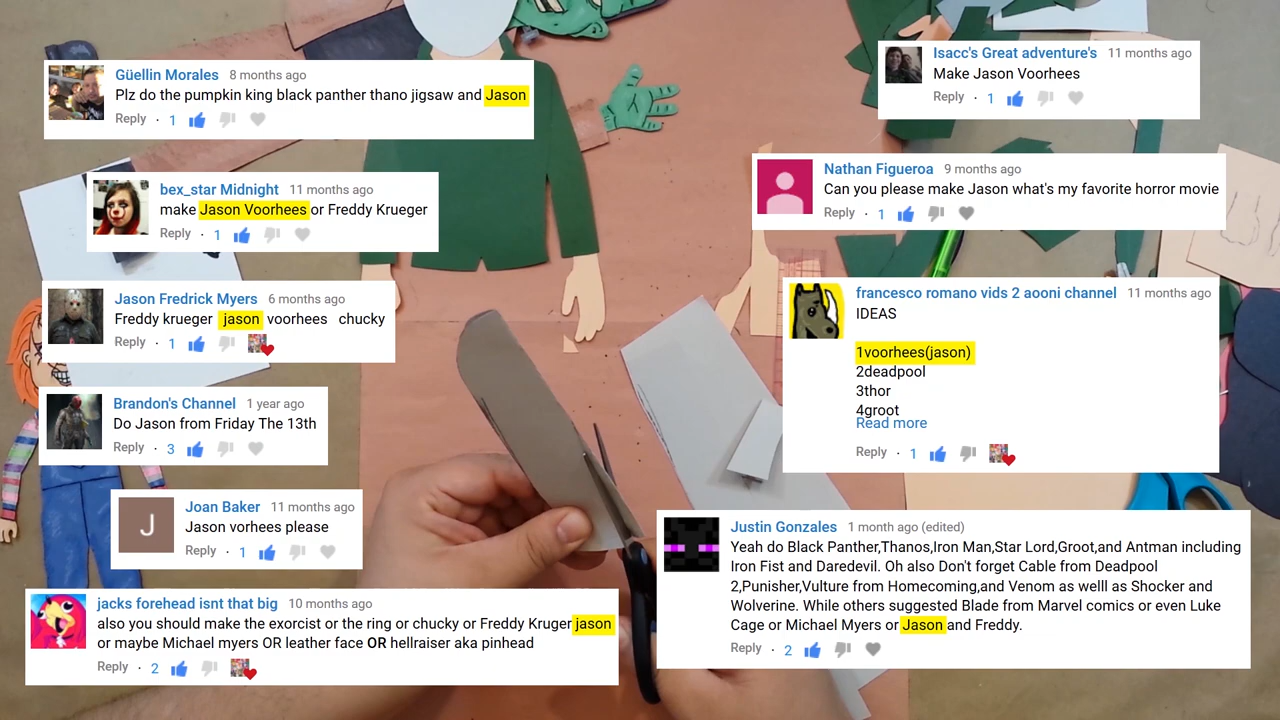 Güellin Morales 8 months ago
Plz do the pumpkin king black panther thano jigsaw and Jason
Reply · 1
bex_star Midnight 11 months ago
make Jason Voorhees or Freddy Krueger
Reply · 1
Jason Fredrick Myers 6 months ago
Freddy krueger jason voorhees chucky
Reply · 1
Brandon's Channel 1 year ago
Do Jason from Friday The 13th
Reply · 3
J
Joan Baker 11 months ago
Jason vorhees please
Reply · 1
jacks forehead isnt that big 10 months ago
also you should make the exorcist or the ring or chucky or Freddy Kruger jason
or maybe Michael myers OR leather face OR hellraiser aka pinhead
Reply · 2
Isacc's Great adventure's 11 months ago
Make Jason Voorhees
Reply · 1
Nathan Figueroa 9 months ago
Can you please make Jason what's my favorite horror movie
Reply · 1
francesco romano vids 2 aooni channel 11 months ago
IDEAS
1voorhees(jason)
2deadpool
3thor
4groot
Read more
Reply · 1
Justin Gonzales 1 month ago (edited)
Yeah do Black Panther,Thanos,Iron Man,Star Lord,Groot,and Antman including
Iron Fist and Daredevil. Oh also Don't forget Cable from Deadpool
2,Punisher,Vulture from Homecoming,and Venom as welll as Shocker and
Wolverine. While others suggested Blade from Marvel comics or even Luke
Cage or Michael Myers or Jason and Freddy.
Reply · 2